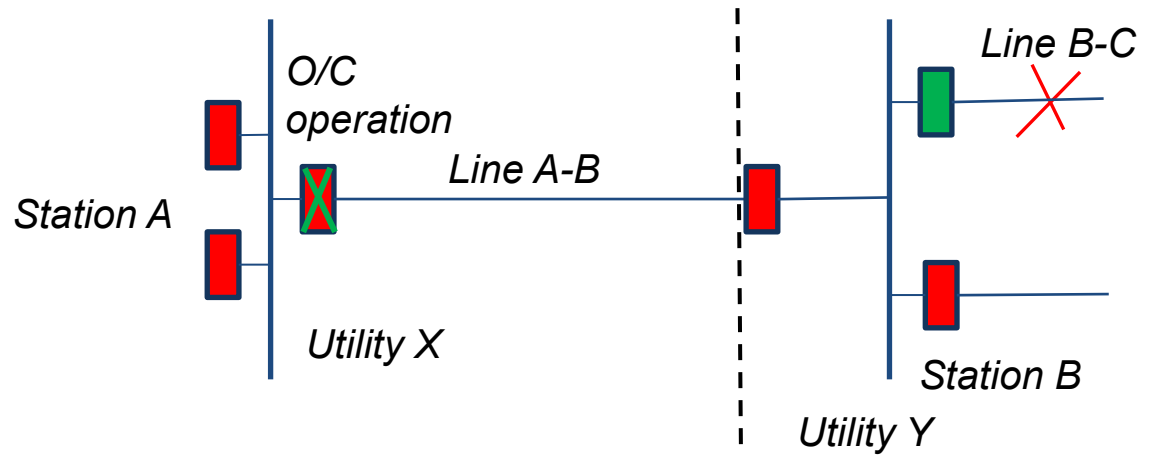 Line B-C
O/C
operation
Line A-B
Station A
Utility X
Station B
Utility Y